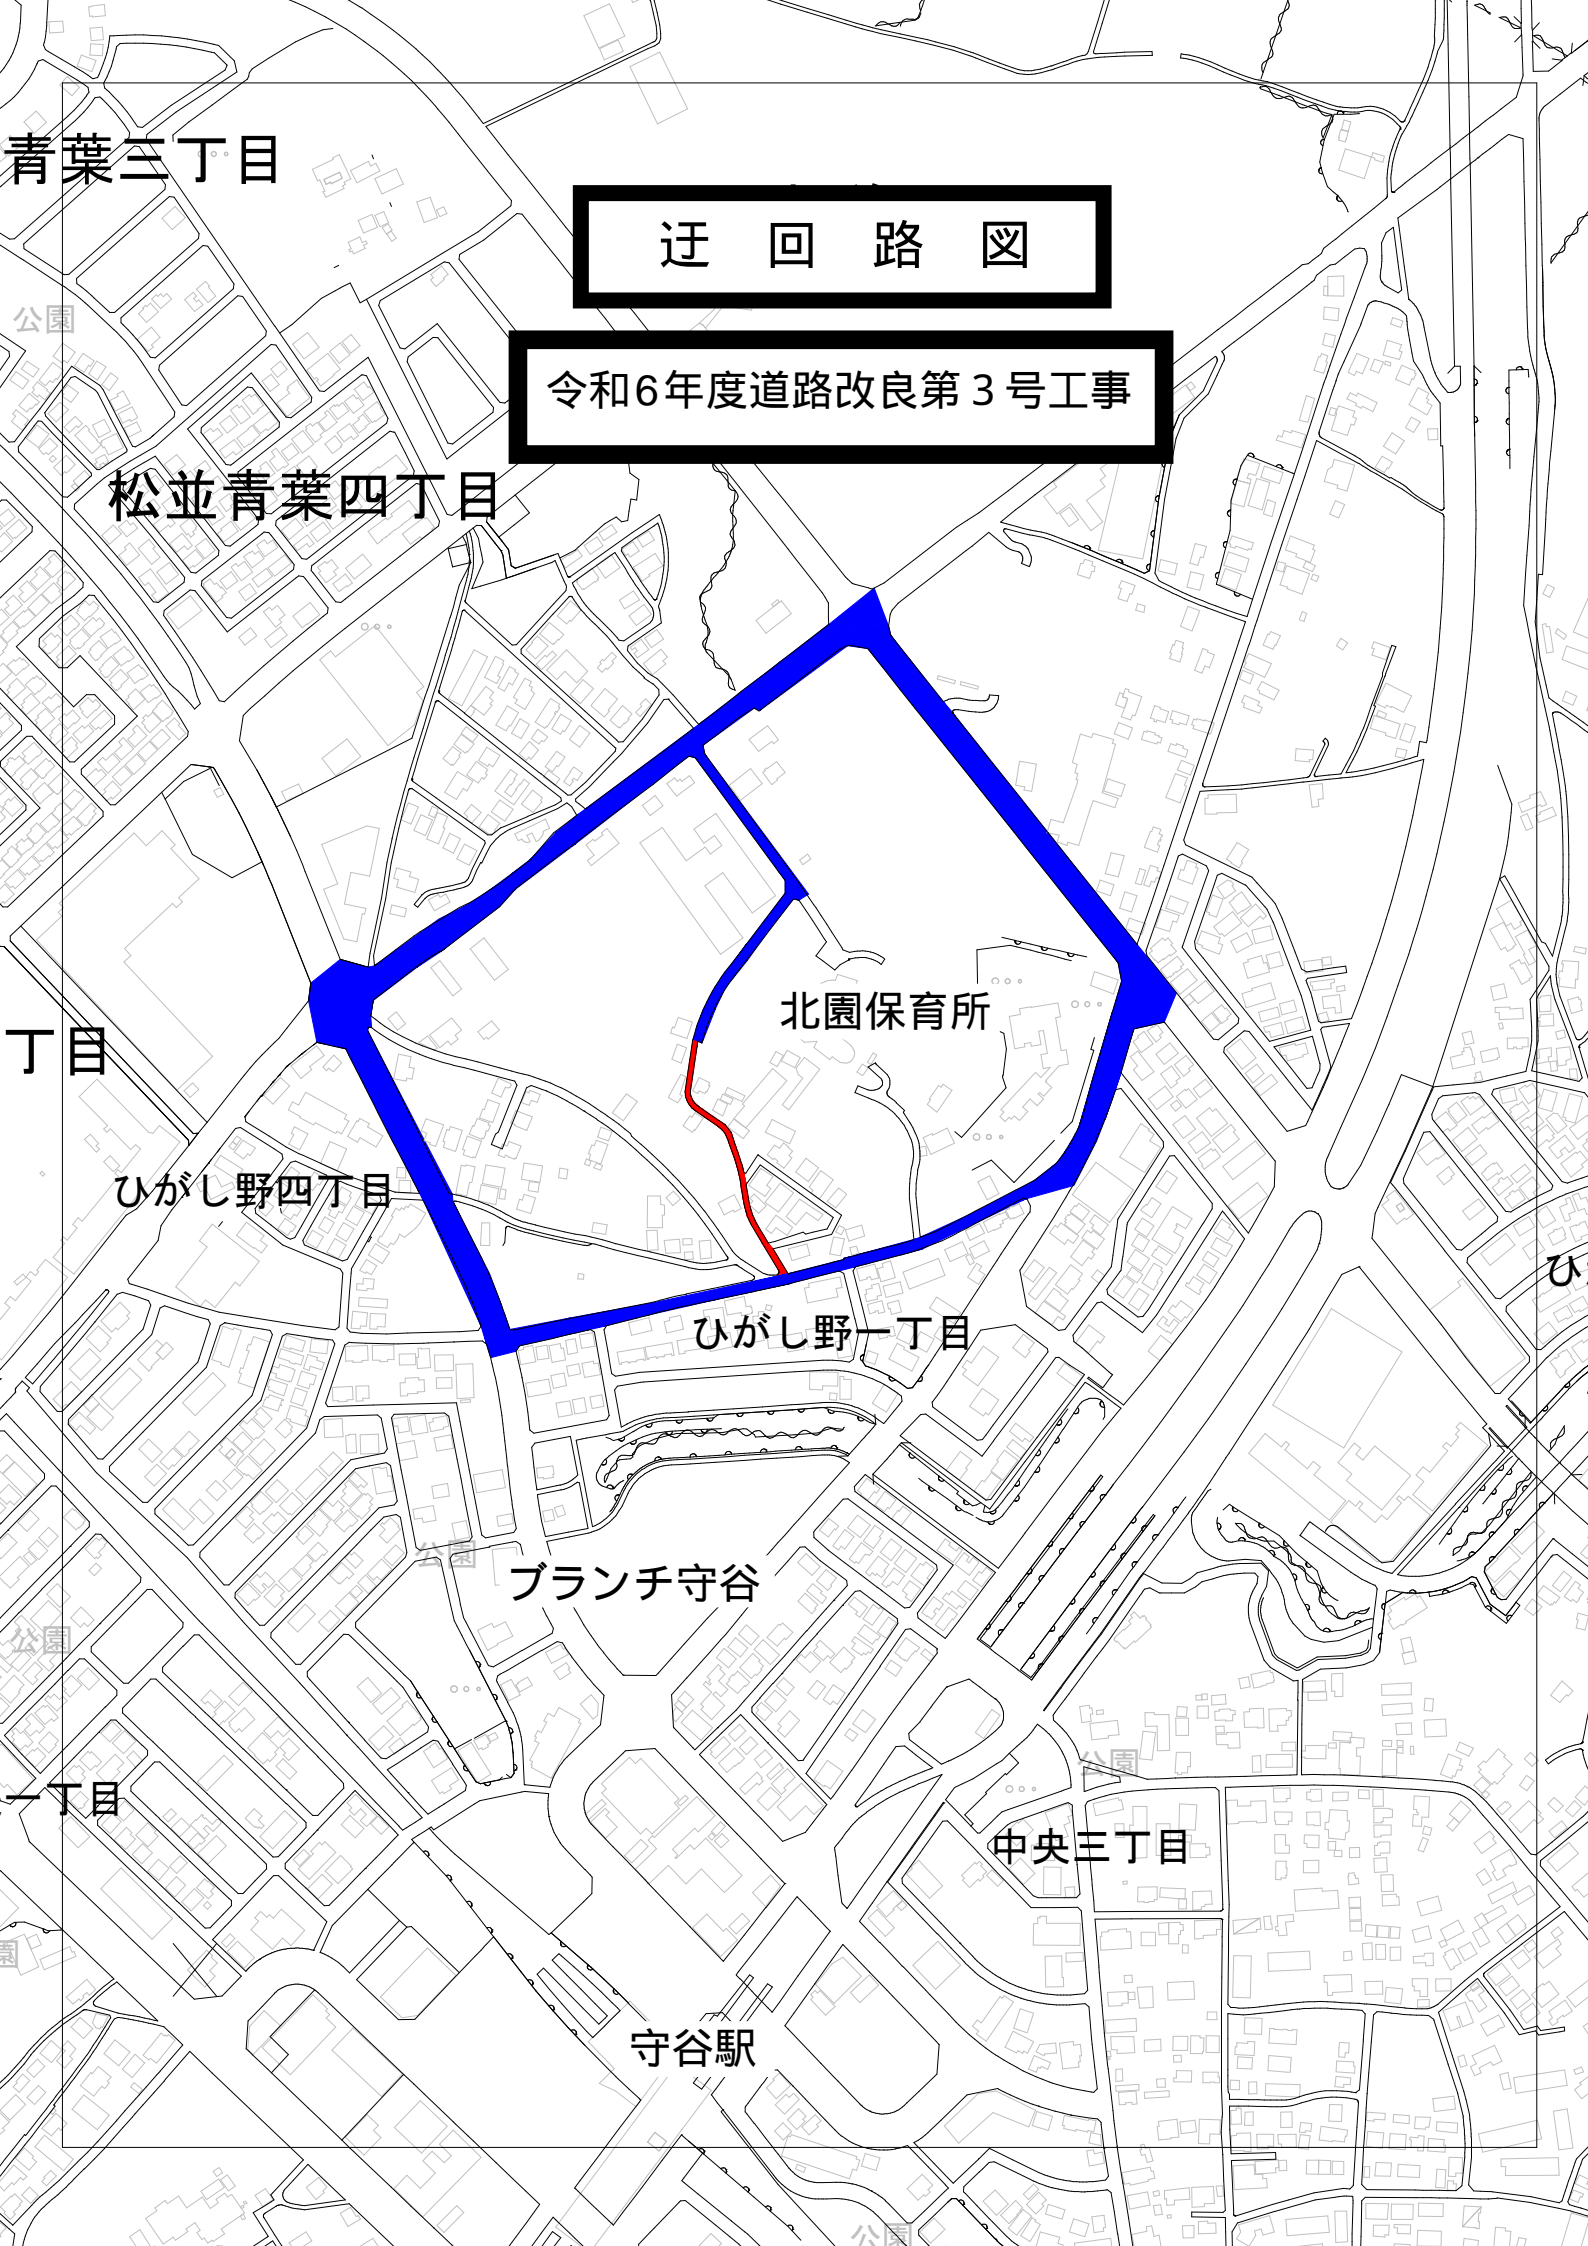 青葉三丁目
迂回路図
公園
令和6年度道路改良第3号工事
松並青葉四丁目
北園保育所
丁目
ひがし野四丁目
ひ
ひがし野一丁目
公園
ブランチ守谷
公園
公園
一丁目
中央三丁目
園
守谷駅
公園